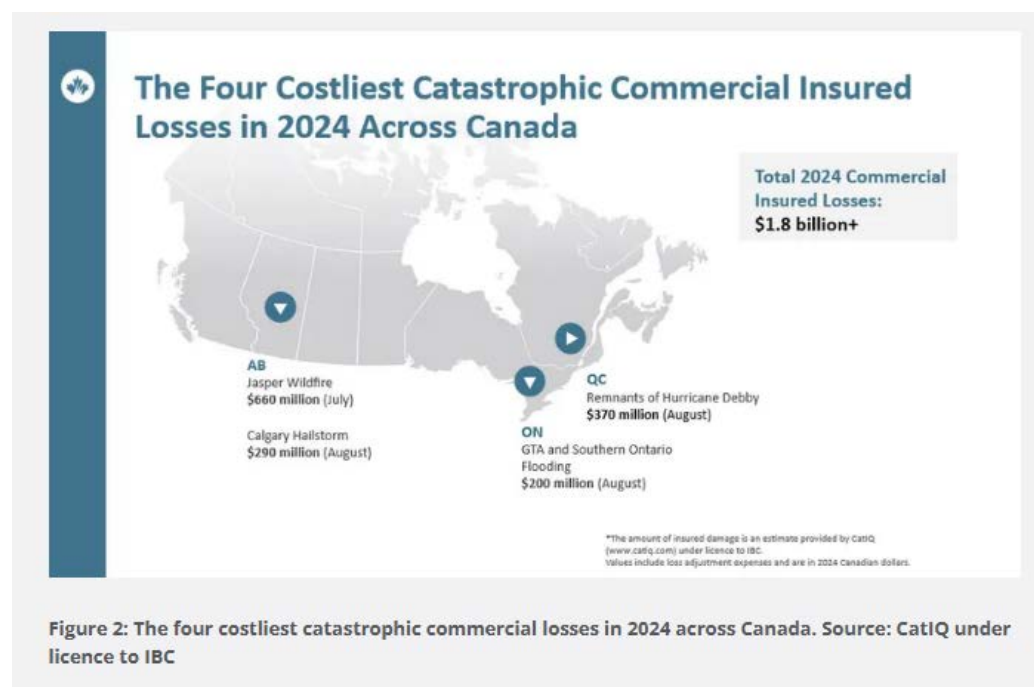 The Four Costliest Catastrophic Commercial Insured
Losses in 2024 Across Canada
Total 2024 Commercial
Insured Losses:
$1.8 billion+
AB
Jasper Wildfire
$660 million (July)
Calgary Hailstorm
$290 million (August)
QC
Remnants of Hurricane Debby
$370 million (August)
ON
GTA and Southern Ontario
Flooding
$200 million (August)
*The amount of insured damage is an estimate provided by CatIQ
(www.catiq.com) under licence to IBC.
Values include loss adjustment expenses and are in 2024 Canadian dollars.
Figure 2: The four costliest catastrophic commercial losses in 2024 across Canada. Source: CatIQ under
licence to IBC